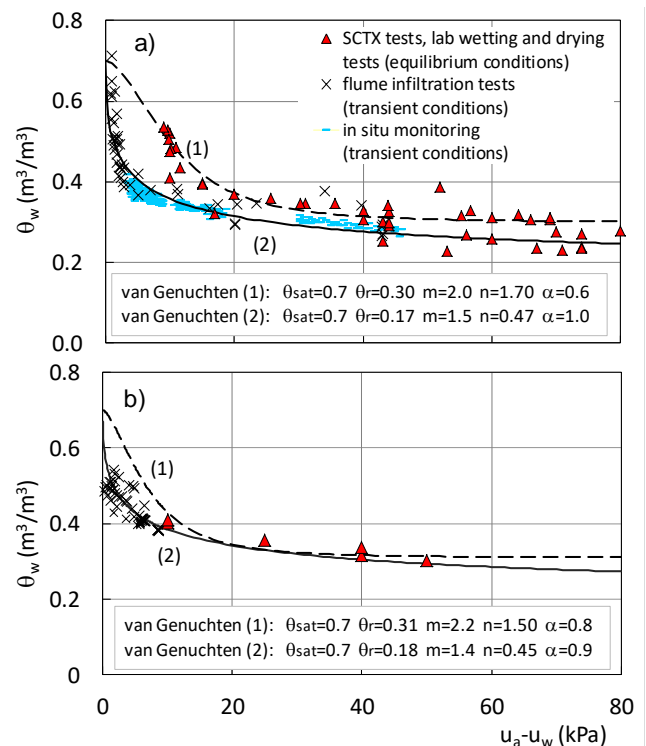 0.8
0.6
0.4
0.2
0.0
θw (m³/m³)
a)
SCTX tests, lab wetting and drying
tests (equilibrium conditions)
flume infiltration tests
(transient conditions)
in situ monitoring
(transient conditions)
(1)
(2)
van Genuchten (1): θsat=0.7 θr=0.30 m=2.0 n=1.70 α=0.6
van Genuchten (2): θsat=0.7 θr=0.17 m=1.5 n=0.47 α=1.0
0.8
0.6
0.4
0.2
0
θw (m³/m³)
b)
(1)
(2)
van Genuchten (1): θsat=0.7 θr=0.31 m=2.2 n=1.50 α=0.8
van Genuchten (2): θsat=0.7 θr=0.18 m=1.4 n=0.45 α=0.9
0 20 40 60 80
ua-uw (kPa)